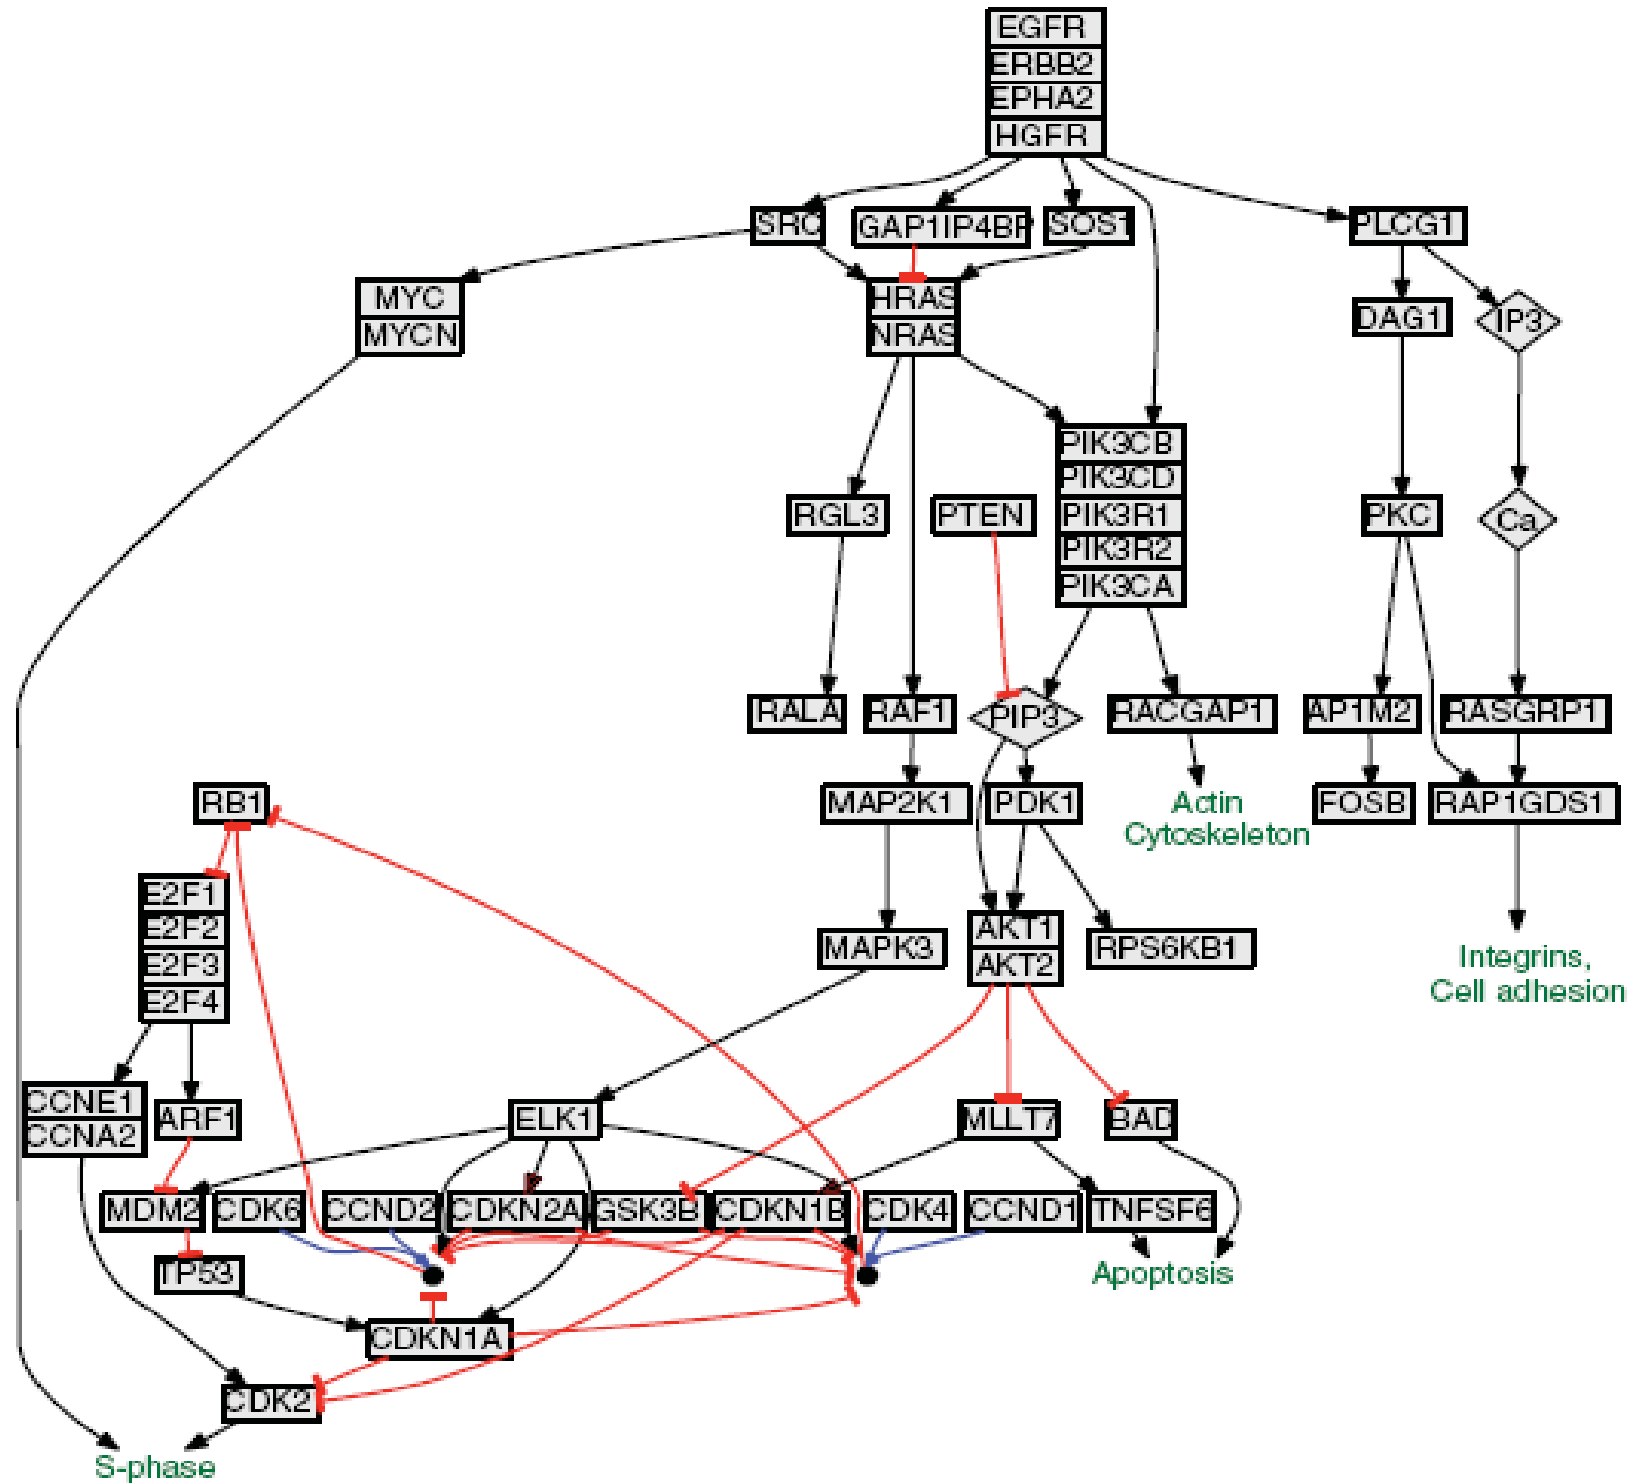 EGFR
ERBB2
EPHA2
HGFR
SRC
GAP1IP4BP
SOS1
PLCG1
MYC
MYCN
HRAS
NRAS
DAG1
IP3
PIK3CB
PIK3CD
PIK3R1
PIK3R2
PIK3CA
RGL3
PTEN
PKC
Ca
RALA
RAF1
PIP3
RACGAP1
AP1M2
RASGRP1
RB1
MAP2K1
PDK1
Actin
Cytoskeleton
FOSB
RAP1GDS1
E2F1
E2F2
E2F3
E2F4
MAPK3
AKT1
AKT2
RPS6KB1
Integrins,
Cell adhesion
CCNE1
CCNA2
ARF1
ELK1
MLLT7
BAD
MDM2
CDK6
CCND2
CDKN2A
GSK3B
CDKN1B
CDK4
CCND1
TNFSF6
TP53
Apoptosis
CDKN1A
CDK2
S-phase